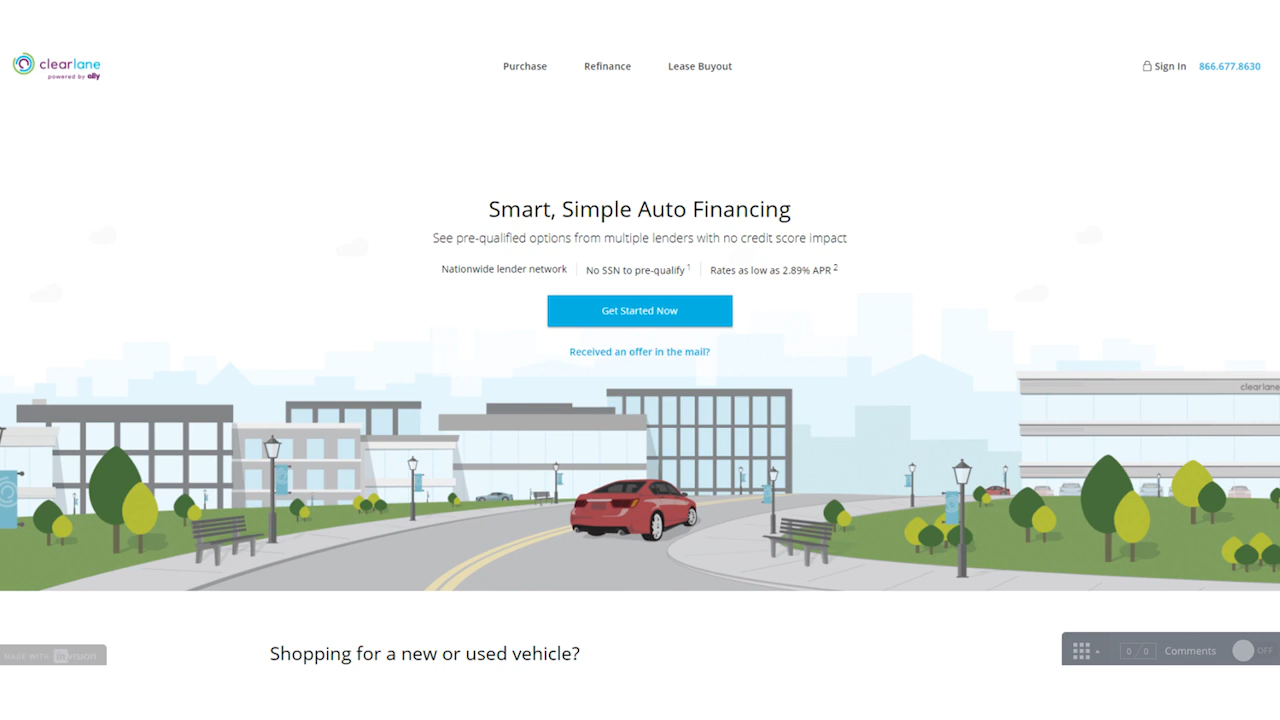 clearlane
powered by ally
Purchase
Refinance
Lease Buyout
Sign In
866.677.8630
Smart, Simple Auto Financing
See pre-qualified options from multiple lenders with no credit score impact
Nationwide lender network
No SSN to pre-qualify 1
Rates as low as 2.89% APR 2
Get Started Now
Received an offer in the mail?
clearlane
Shopping for a new or used vehicle?
MADE WITH invision
0 / 0
Comments
OFF